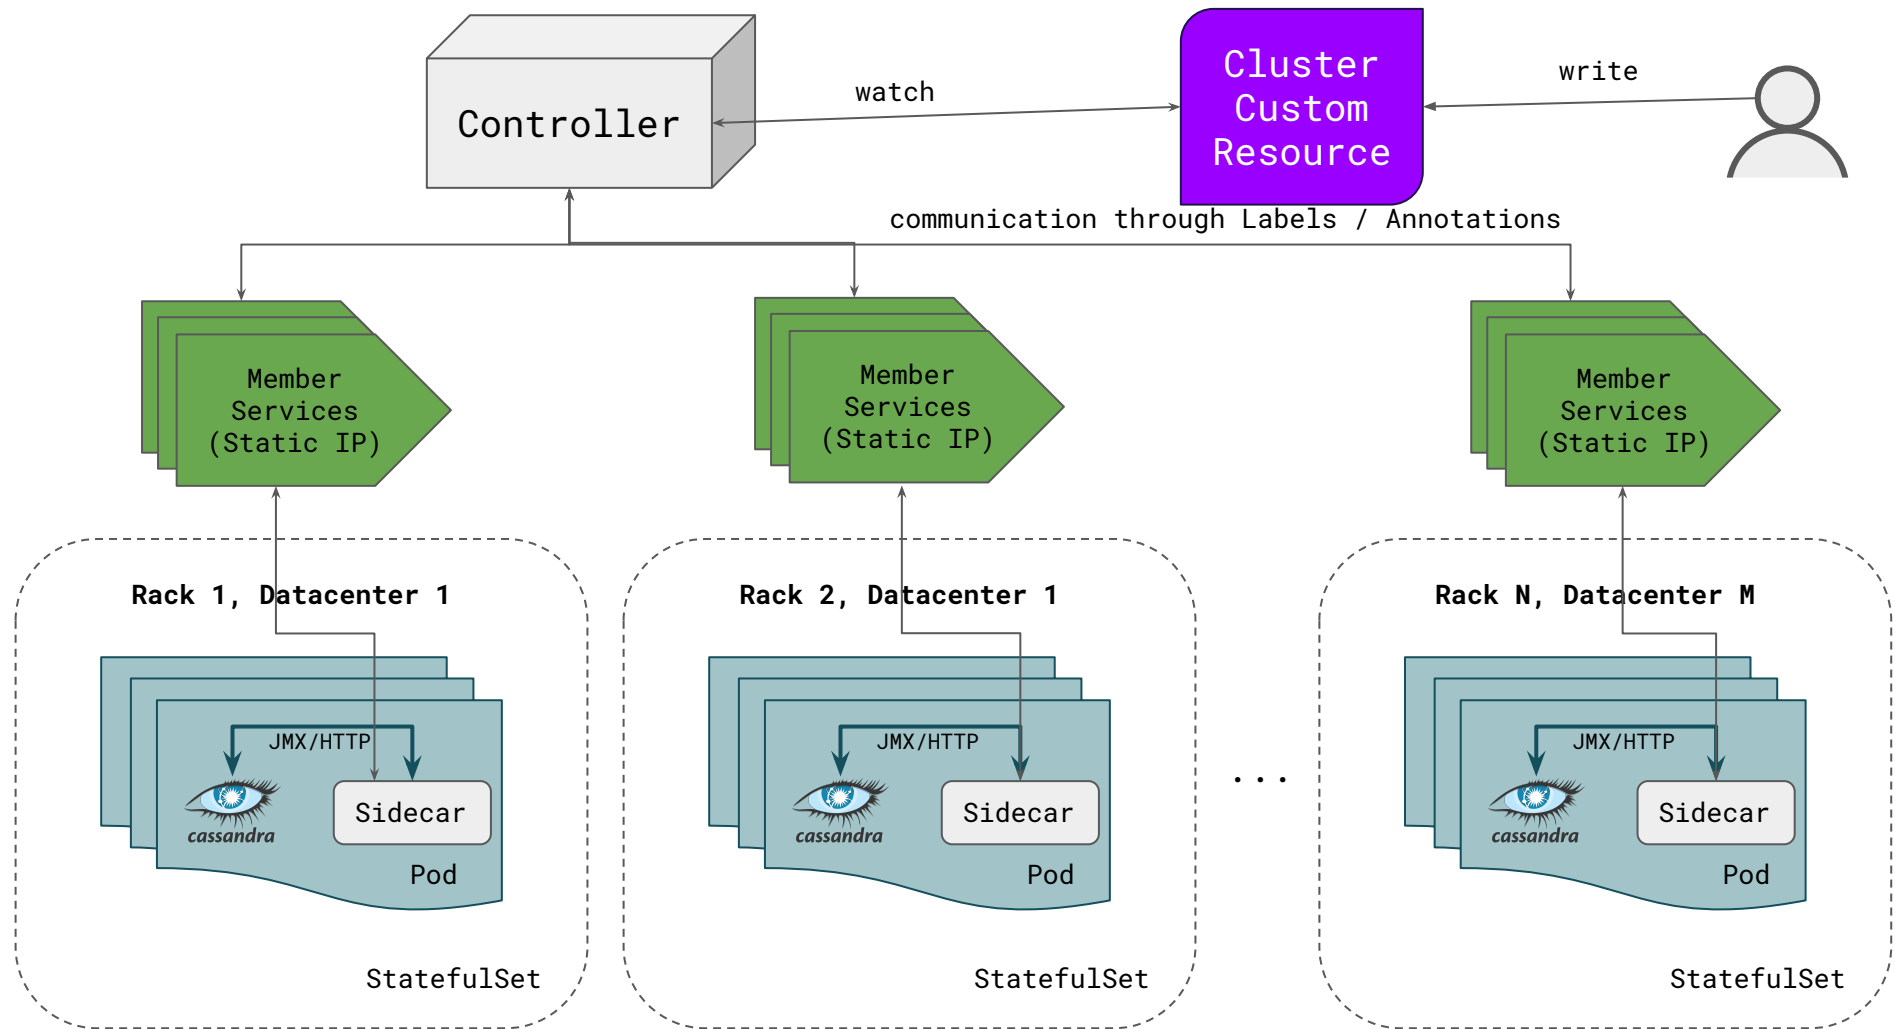 Controller
watch
Cluster
Custom
Resource
write
communication through Labels / Annotations
Member
Services
(Static IP)
Member
Services
(Static IP)
Member
Services
(Static IP)
Rack 1, Datacenter 1
JMX/HTTP
cassandra
Sidecar
Pod
StatefulSet
Rack 2, Datacenter 1
JMX/HTTP
cassandra
Sidecar
Pod
StatefulSet
...
Rack N, Datacenter M
JMX/HTTP
cassandra
Sidecar
Pod
StatefulSet